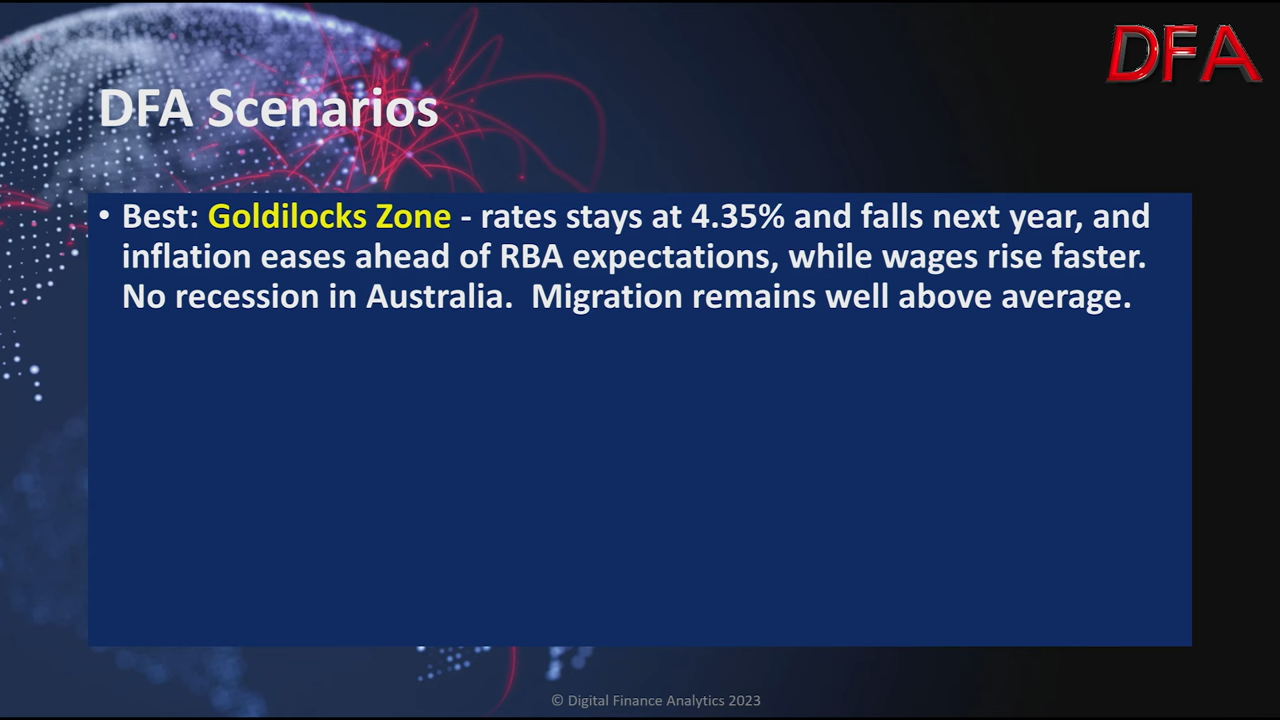 DFA
DFA Scenarios
• Best: Goldilocks Zone - rates stays at 4.35% and falls next year, and
inflation eases ahead of RBA expectations, while wages rise faster.
No recession in Australia.  Migration remains well above average.
© Digital Finance Analytics 2023